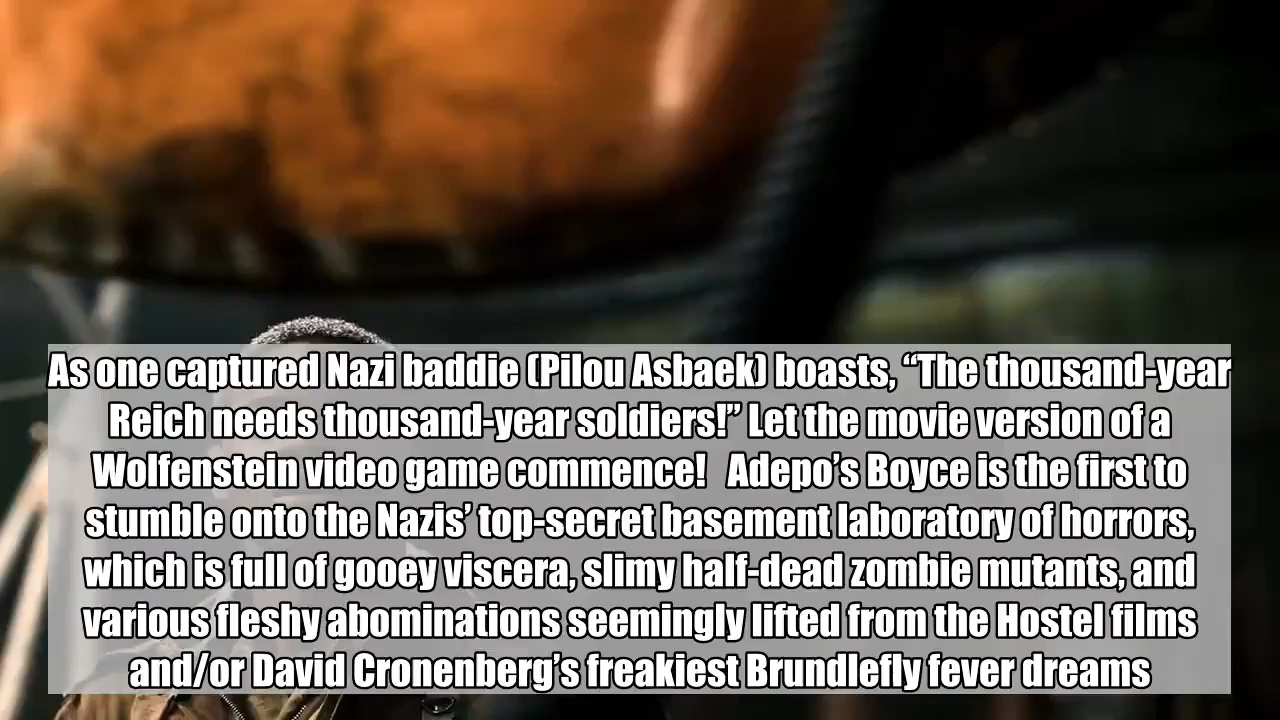 As one captured Nazi baddie (Pilou Asbaek) boasts, “The thousand-year
Reich needs thousand-year soldiers!” Let the movie version of a
Wolfenstein video game commence!   Adepo’s Boyce is the first to
stumble onto the Nazis’ top-secret basement laboratory of horrors,
which is full of gooey viscera, slimy half-dead zombie mutants, and
various fleshy abominations seemingly lifted from the Hostel films
and/or David Cronenberg’s freakiest Brundlefly fever dreams